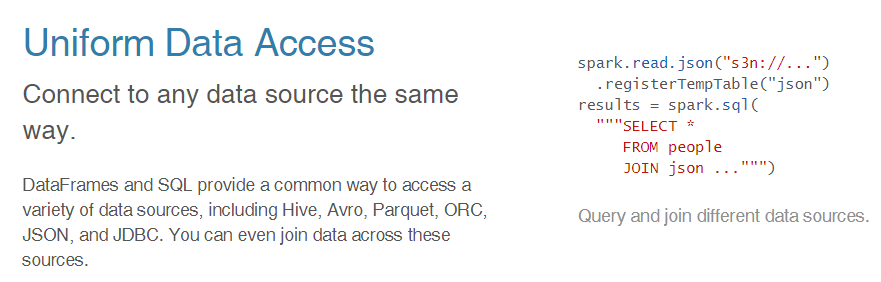 Uniform Data Access
Connect to any data source the same
way.
DataFrames and SQL provide a common way to access a
variety of data sources, including Hive, Avro, Parquet, ORC,
JSON, and JDBC. You can even join data across these
sources.
spark.read.json("s3n://...")
  .registerTempTable("json")
results = spark.sql(
  """SELECT *
     FROM people
     JOIN json ...""")
Query and join different data sources.